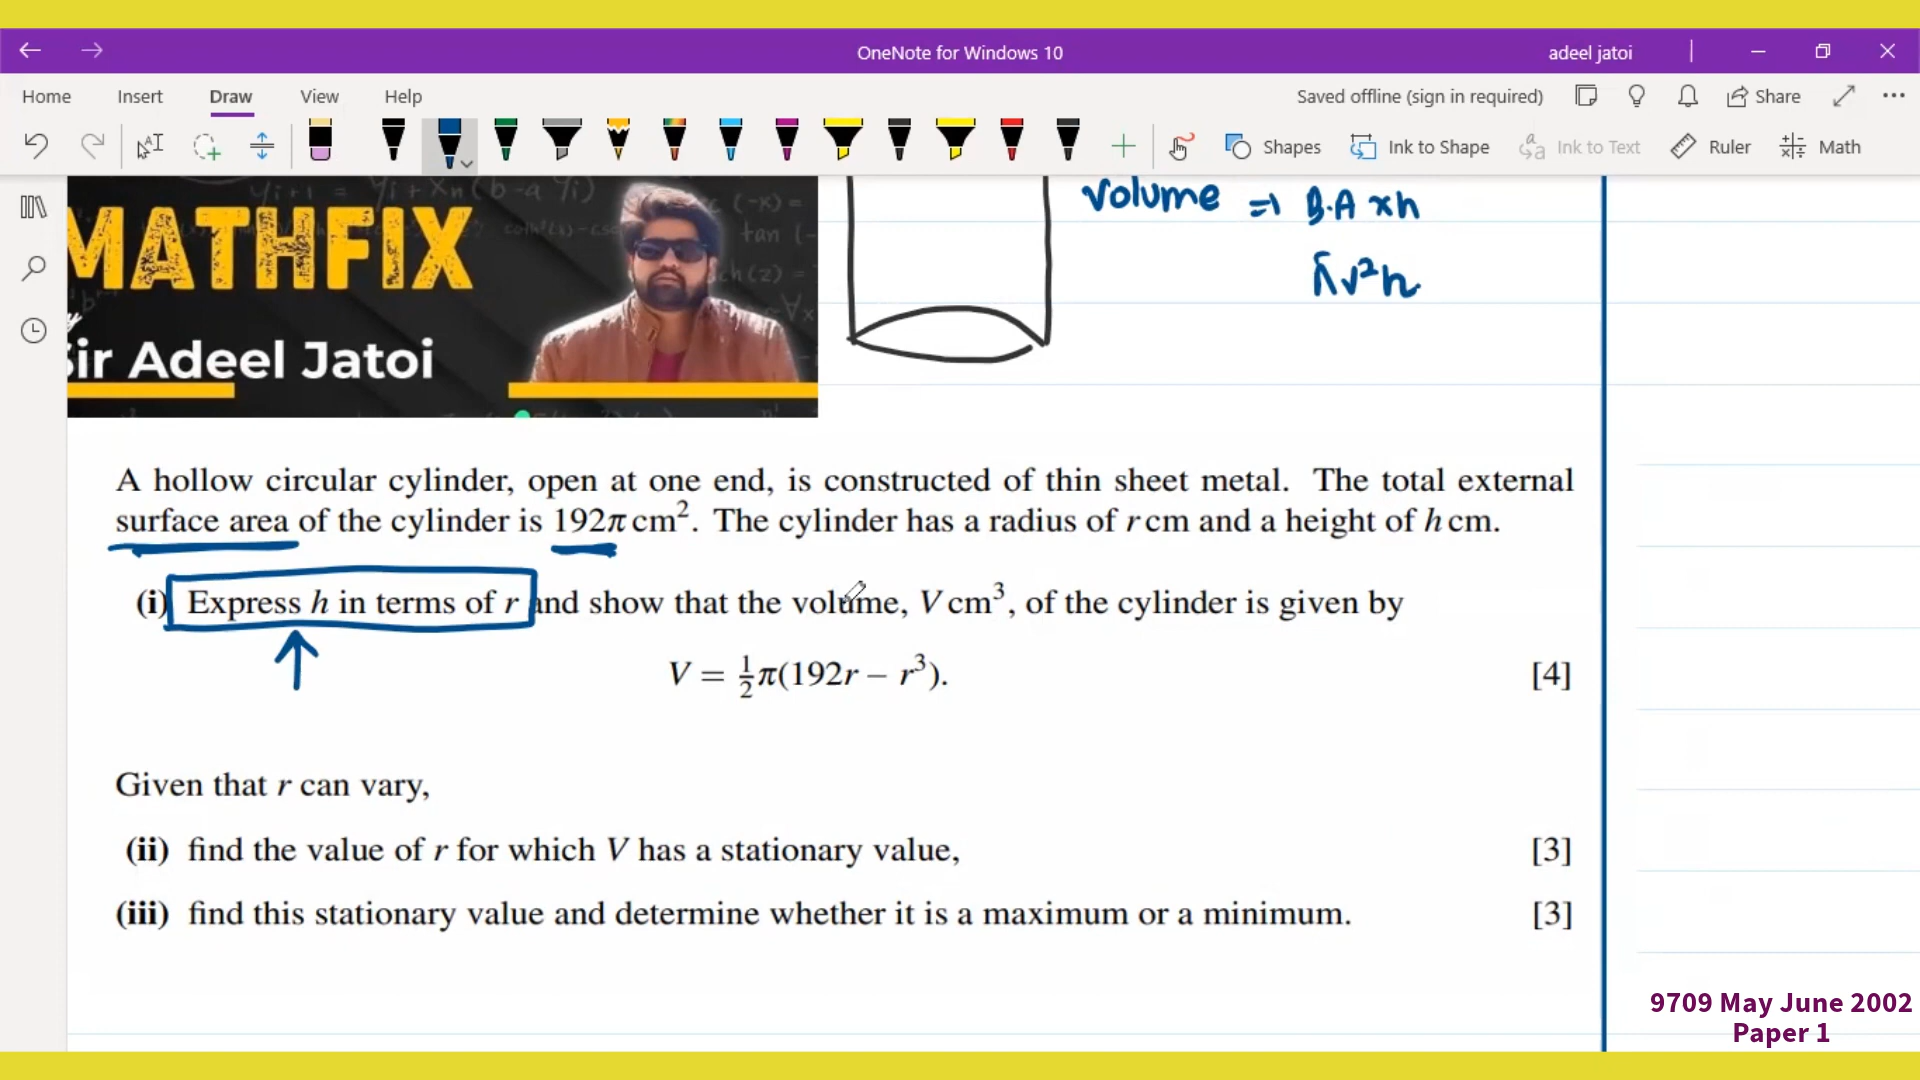 OneNote for Windows 10
adeel jatoi
Home Insert Draw View Help
Saved offline (sign in required) Share
Shapes Ink to Shape Ink to Text Ruler Math
MATHFIX
ir Adeel Jatoi
Volume ⇒ B.A × h
πr²h
A hollow circular cylinder, open at one end, is constructed of thin sheet metal. The total external
surface area of the cylinder is 192π cm². The cylinder has a radius of r cm and a height of h cm.
(i) Express h in terms of r and show that the volume, V cm³, of the cylinder is given by
V = ½π(192r − r³). [4]
Given that r can vary,
(ii) find the value of r for which V has a stationary value, [3]
(iii) find this stationary value and determine whether it is a maximum or a minimum. [3]
9709 May June 2002
Paper 1